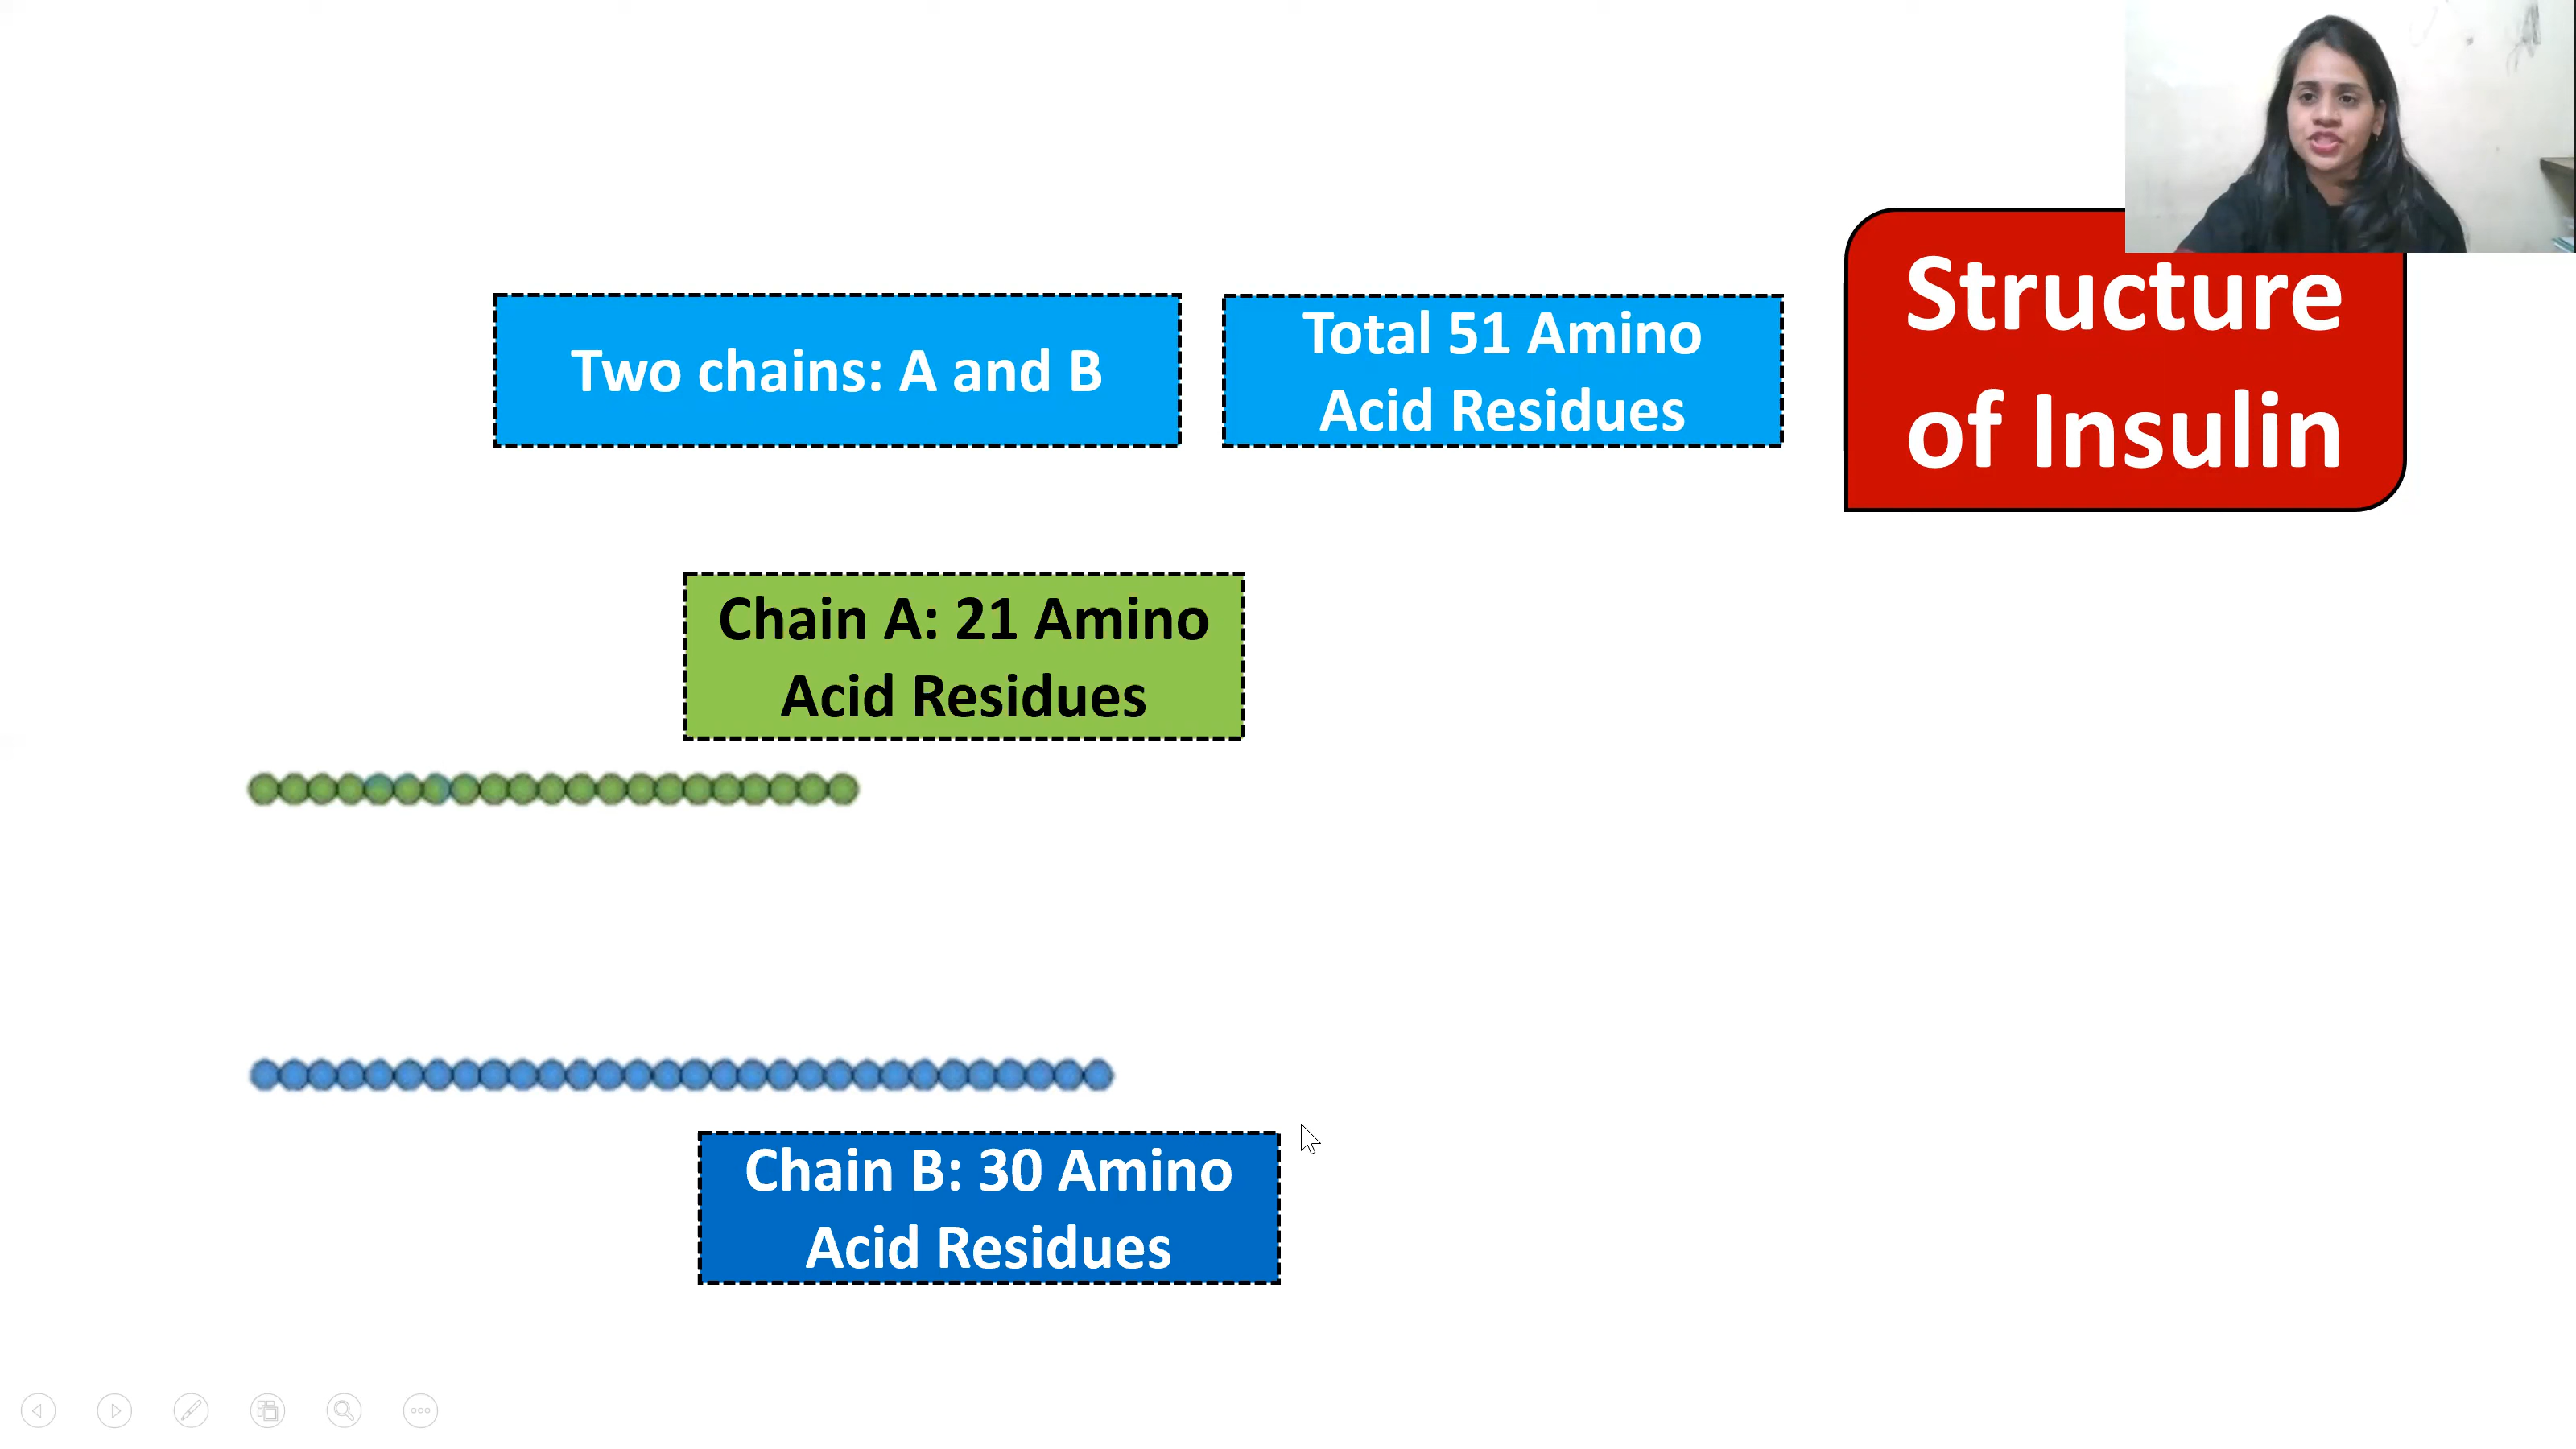 Structure
of Insulin
Two chains: A and B
Total 51 Amino
Acid Residues
Chain A: 21 Amino
Acid Residues
Chain B: 30 Amino
Acid Residues